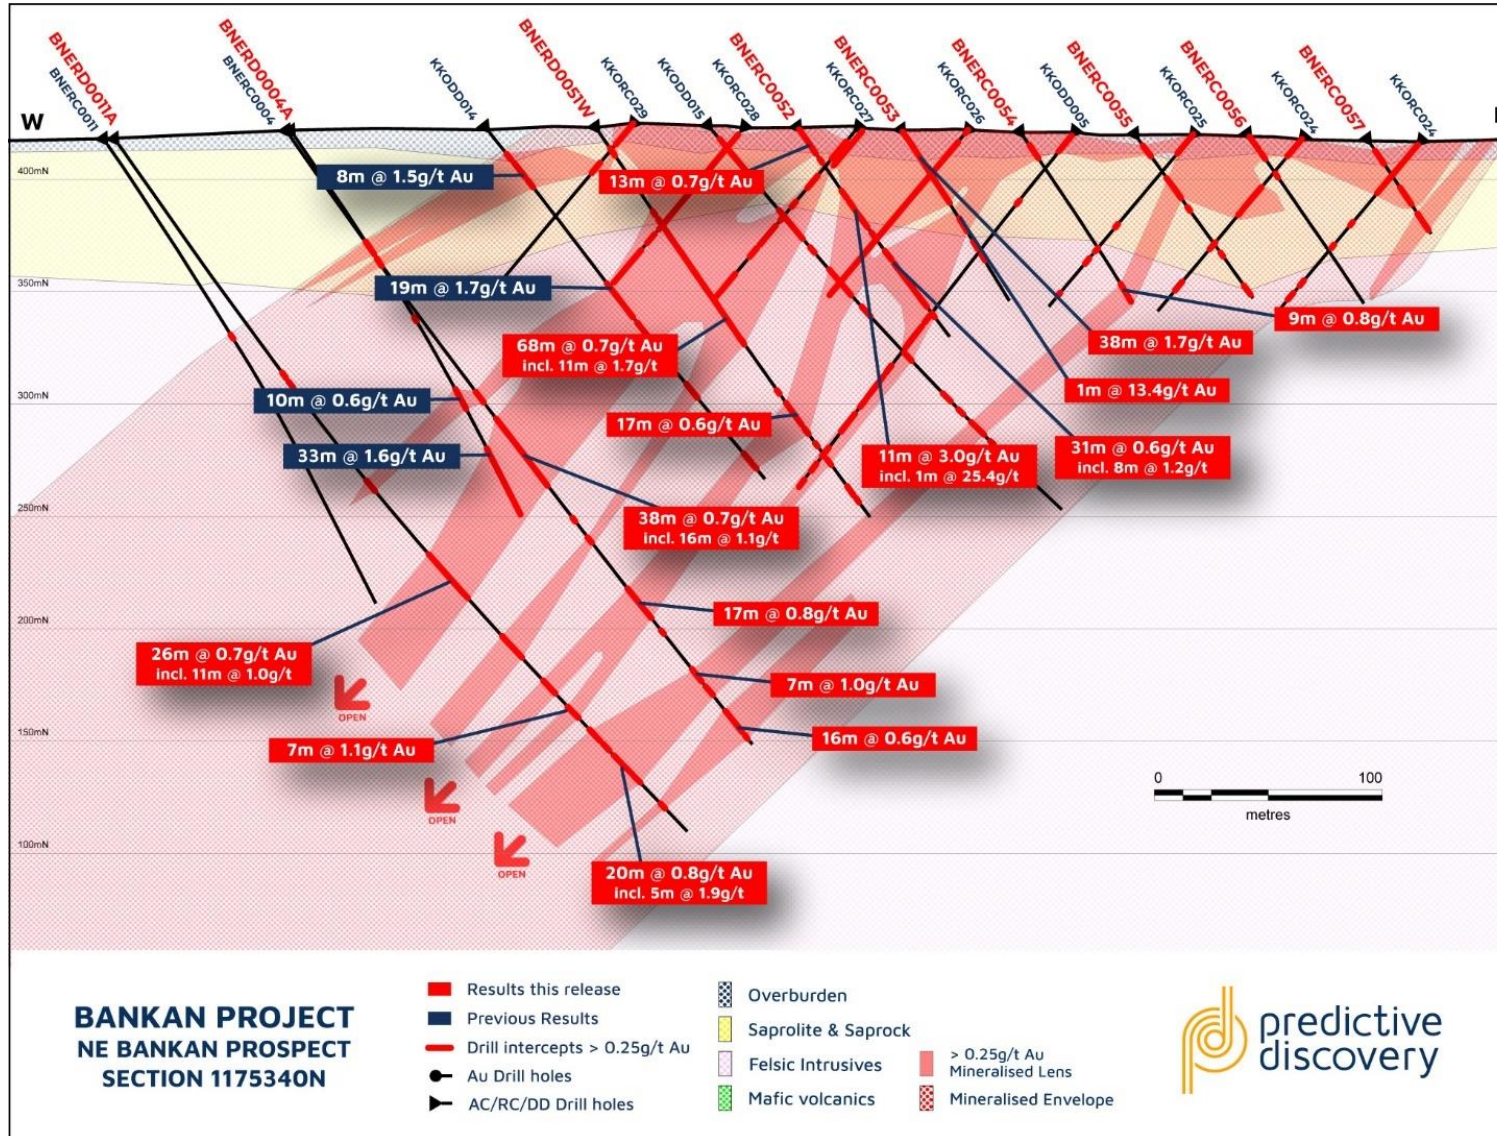 W
BNERD0011A
BNERC0011
BNERD0004A
BNERC0004
KKODD014
BNERD0051W
KKORC029
KKODD015
KKORC028
BNERC0052
KKORC027
BNERC0053
KKORC026
BNERC0054
KKODD005
BNERC0055
KKORC025
BNERC0056
KKORC024
BNERC0057
KKORC024
400mN
350mN
300mN
250mN
200mN
150mN
100mN
8m @ 1.5g/t Au
13m @ 0.7g/t Au
19m @ 1.7g/t Au
9m @ 0.8g/t Au
68m @ 0.7g/t Au
incl. 11m @ 1.7g/t
38m @ 1.7g/t Au
1m @ 13.4g/t Au
10m @ 0.6g/t Au
17m @ 0.6g/t Au
33m @ 1.6g/t Au
11m @ 3.0g/t Au
incl. 1m @ 25.4g/t
31m @ 0.6g/t Au
incl. 8m @ 1.2g/t
38m @ 0.7g/t Au
incl. 16m @ 1.1g/t
17m @ 0.8g/t Au
26m @ 0.7g/t Au
incl. 11m @ 1.0g/t
7m @ 1.0g/t Au
OPEN
7m @ 1.1g/t Au
16m @ 0.6g/t Au
OPEN
OPEN
20m @ 0.8g/t Au
incl. 5m @ 1.9g/t
0 100
metres
BANKAN PROJECT
NE BANKAN PROSPECT
SECTION 1175340N
Results this release
Previous Results
Drill intercepts > 0.25g/t Au
Au Drill holes
AC/RC/DD Drill holes
Overburden
Saprolite & Saprock
Felsic Intrusives
Mafic volcanics
> 0.25g/t Au
Mineralised Lens
Mineralised Envelope
predictive
discovery